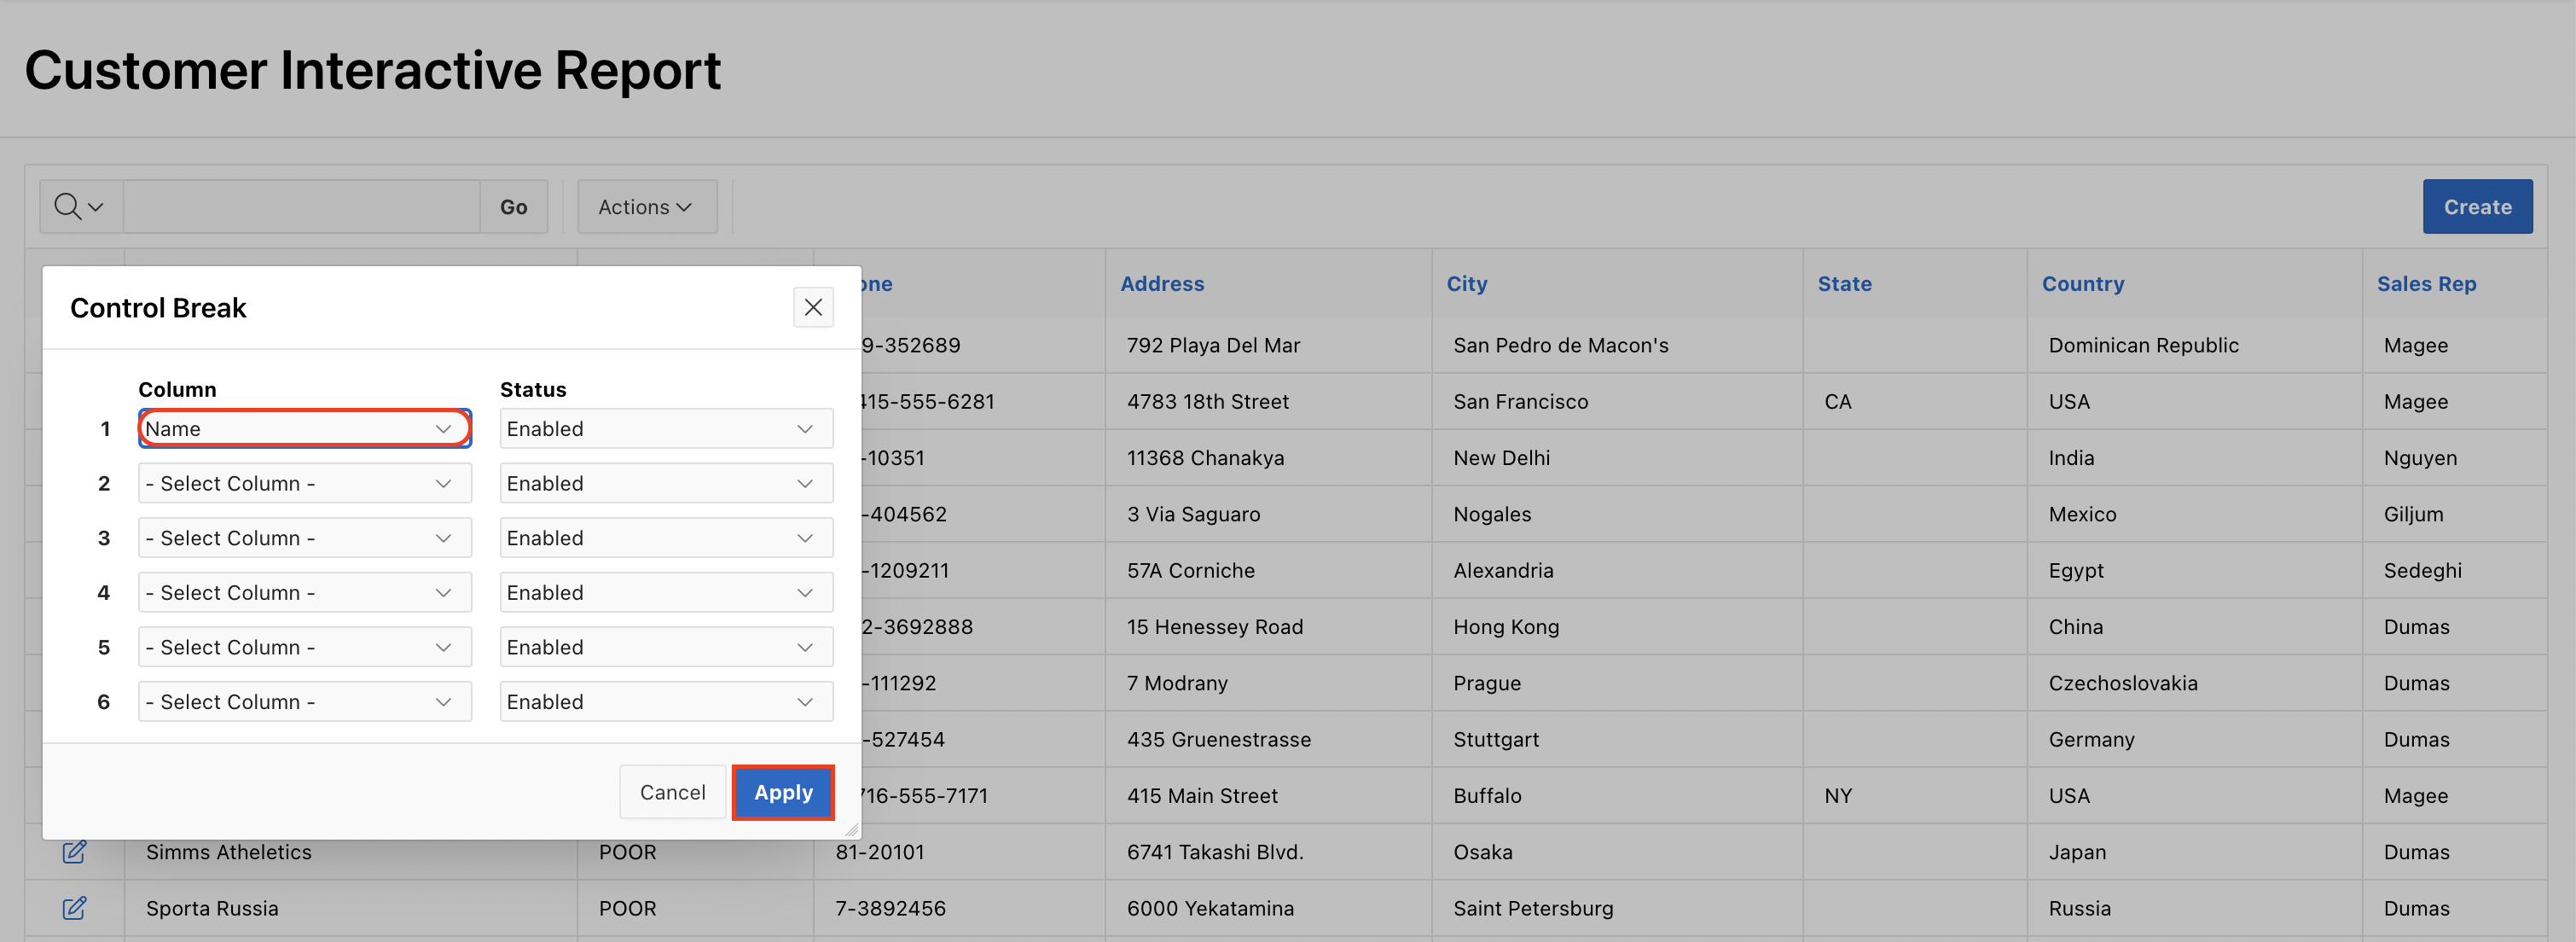 Customer Interactive Report
Go Actions Create
Address City State Country Sales Rep
Control Break
Column Status
1 Name Enabled
2 - Select Column - Enabled
3 - Select Column - Enabled
4 - Select Column - Enabled
5 - Select Column - Enabled
6 - Select Column - Enabled
Cancel Apply
9-352689 792 Playa Del Mar San Pedro de Macon's Dominican Republic Magee
415-555-6281 4783 18th Street San Francisco CA USA Magee
-10351 11368 Chanakya New Delhi India Nguyen
-404562 3 Via Saguaro Nogales Mexico Giljum
-1209211 57A Corniche Alexandria Egypt Sedeghi
2-3692888 15 Henessey Road Hong Kong China Dumas
-111292 7 Modrany Prague Czechoslovakia Dumas
-527454 435 Gruenestrasse Stuttgart Germany Dumas
716-555-7171 415 Main Street Buffalo NY USA Magee
Simms Atheletics POOR 81-20101 6741 Takashi Blvd. Osaka Japan Dumas
Sporta Russia POOR 7-3892456 6000 Yekatamina Saint Petersburg Russia Dumas